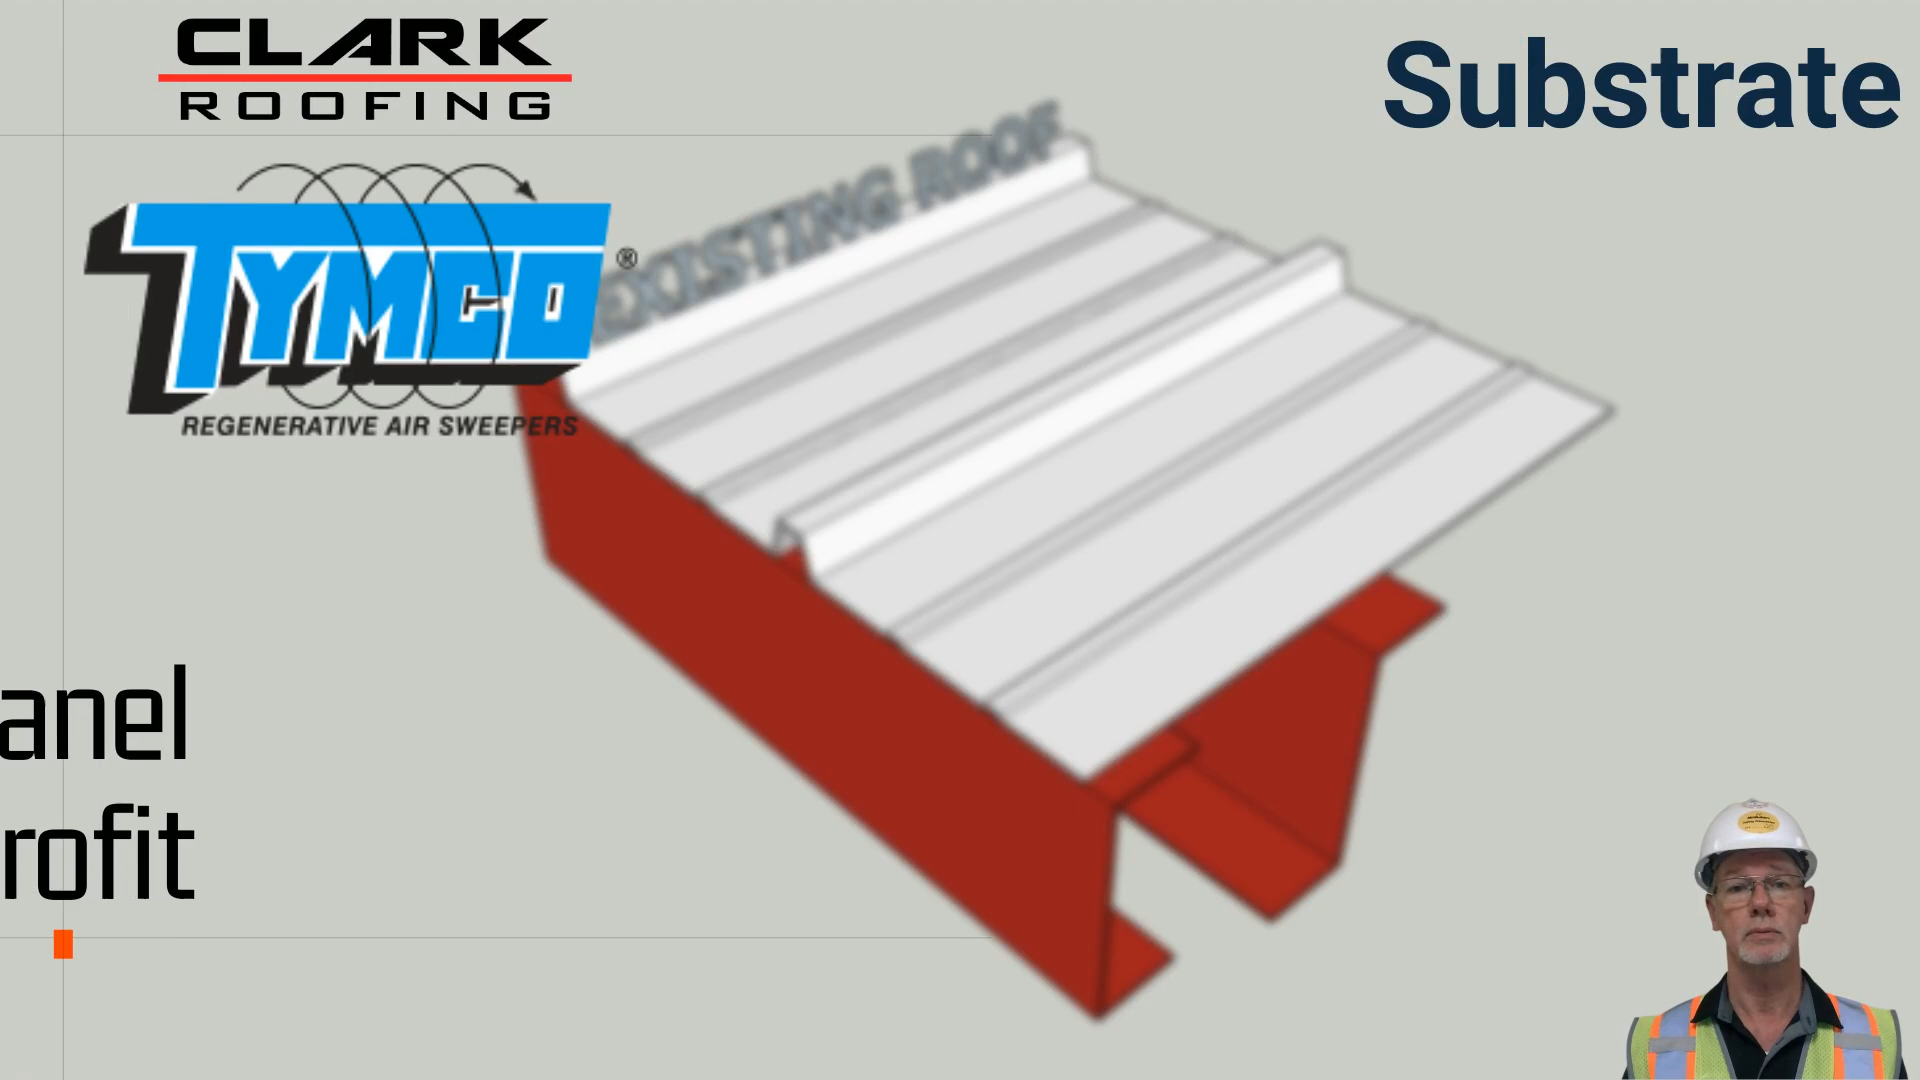 CLARK
ROOFING
Substrate
EXISTING ROOF
TYMCO®
REGENERATIVE AIR SWEEPERS
anel
rofit